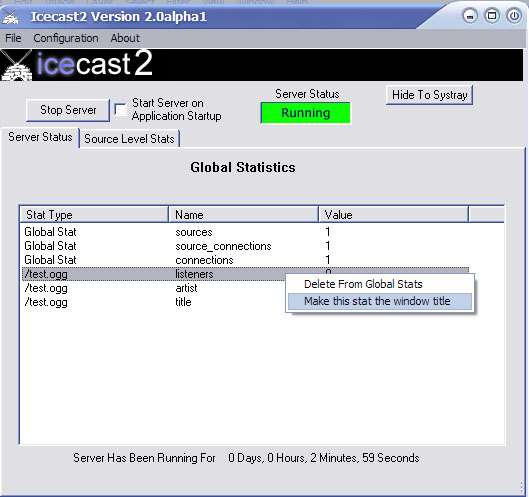 Icecast2 Version 2.0alpha1
File Configuration About
icecast2
Stop Server
Start Server on
Application Startup
Server Status
Running
Hide To Systray
Server Status Source Level Stats
Global Statistics
Stat Type Name Value
Global Stat sources 1
Global Stat source_connections 1
Global Stat connections 1
/test.ogg listeners
/test.ogg artist
/test.ogg title
Delete From Global Stats
Make this stat the window title
Server Has Been Running For 0 Days, 0 Hours, 2 Minutes, 59 Seconds